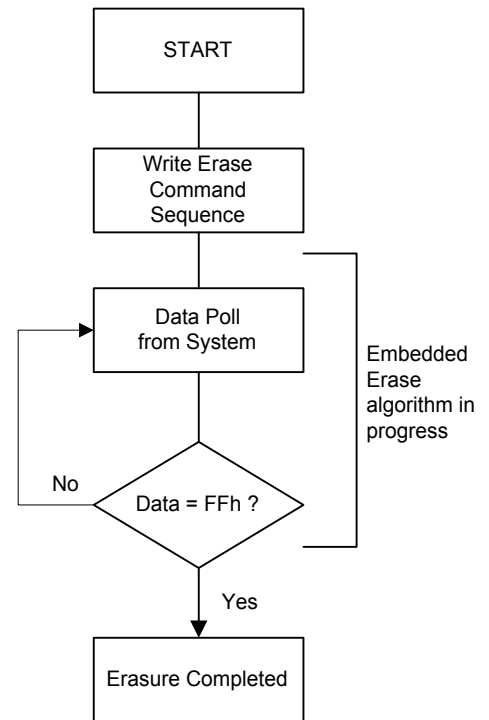 START
Write Erase
Command
Sequence
Data Poll
from System
Embedded
Erase
algorithm in
progress
No
Data = FFh ?
Yes
Erasure Completed